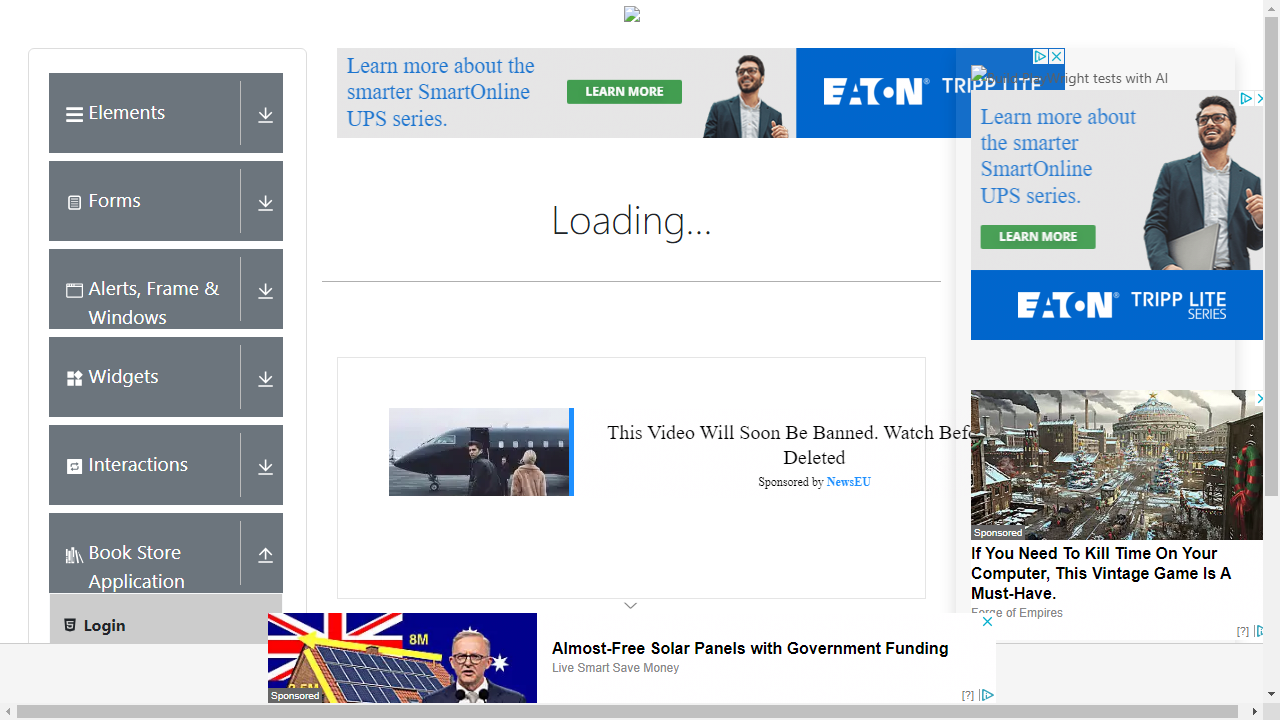 Elements
Forms
Alerts, Frame &
Windows
Widgets
Interactions
Book Store
Application
Login
Learn more about the
smarter SmartOnline
UPS series.
LEARN MORE
EATON® TRIPP LITE
Loading...
This Video Will Soon Be Banned. Watch
Deleted
Sponsored by NewsEU
ight tests with AI
Learn more about
the smarter
SmartOnline
UPS series.
LEARN MORE
EATON® TRIPP LITE
SERIES
Sponsored
If You Need To Kill Time On Your
Computer, This Vintage Game Is A
Must-Have.
Forge of Empires
[?]
8M
Sponsored
Almost-Free Solar Panels with Government Funding
Live Smart Save Money
[?]